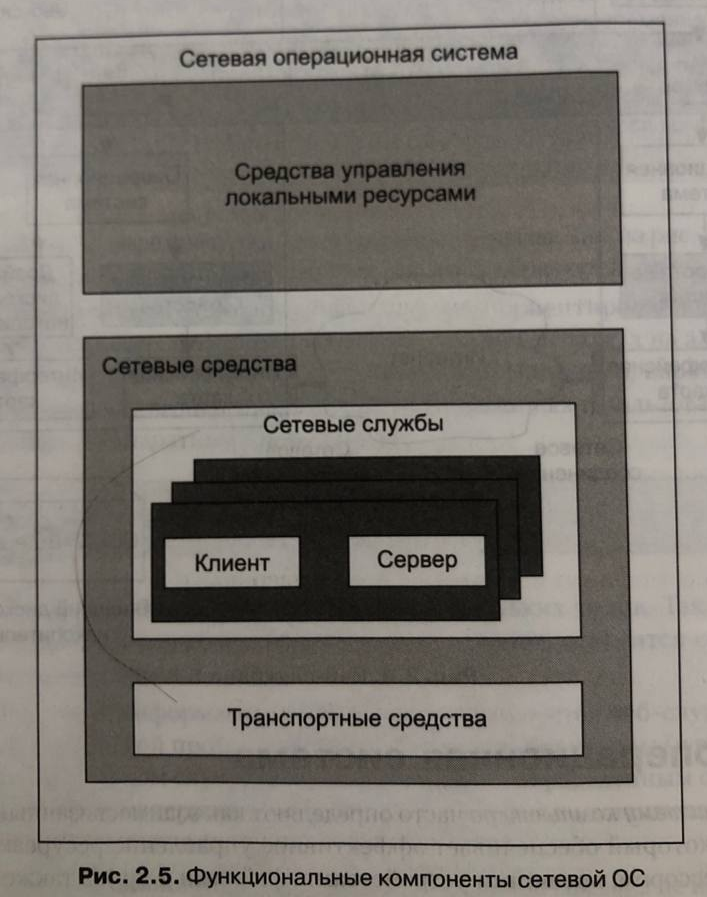 Сетевая операционная система
Средства управления
локальными ресурсами
Сетевые средства
Сетевые службы
Клиент
Сервер
Транспортные средства
Рис. 2.5. Функциональные компоненты сетевой ОС